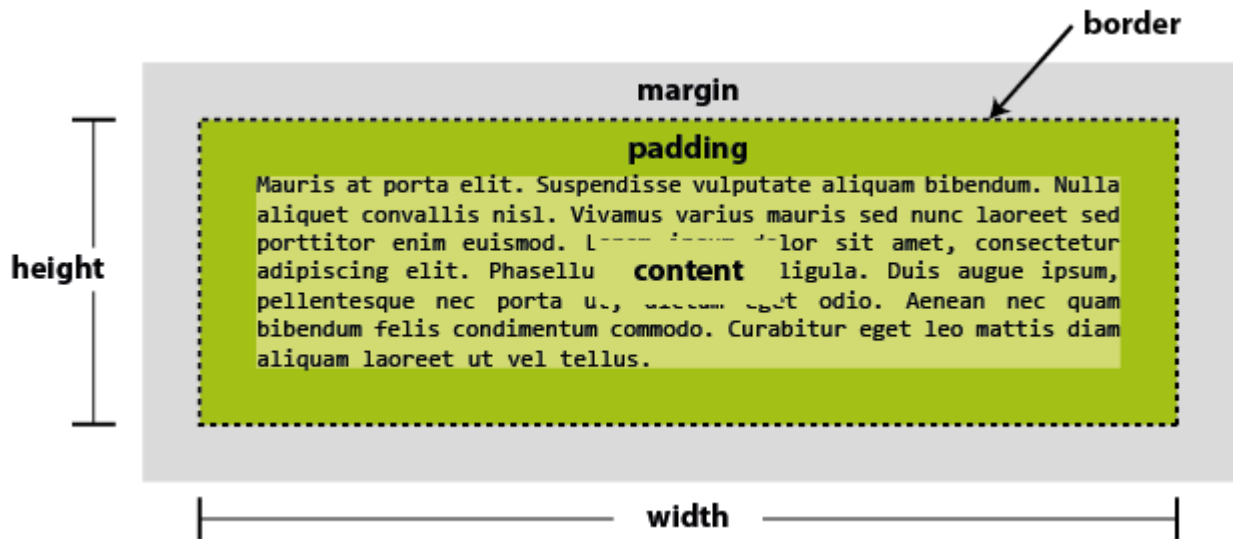 border
margin
padding
Mauris at porta elit. Suspendisse vulputate aliquam bibendum. Nulla
aliquet convallis nisl. Vivamus varius mauris sed nunc laoreet sed
porttitor enim euismod. sit amet, consectetur
adipiscing elit. ligula. Duis augue ipsum,
content
height
pellentesque nec porta odio. Aenean nec quam
bibendum felis condimentum commodo. Curabitur eget leo mattis diam
aliquam laoreet ut vel tellus.
width